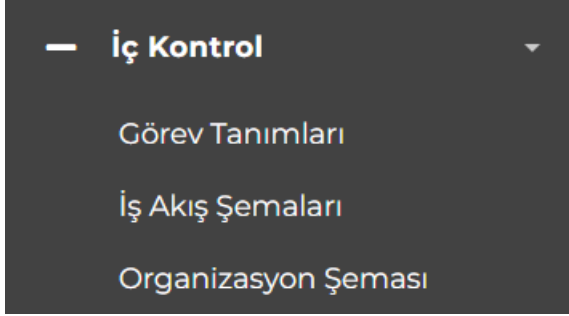 İç Kontrol
Görev Tanımları
İş Akış Şemaları
Organizasyon Şeması